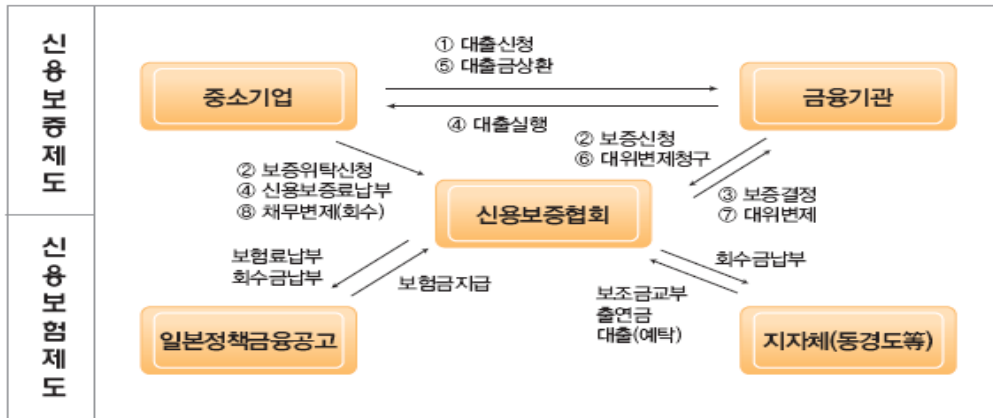 신용보증제도
① 대출신청
⑤ 대출금상환
중소기업
금융기관
④ 대출실행
② 보증신청
⑥ 대위변제청구
② 보증위탁신청
④ 신용보증료납부
⑧ 채무변제(회수)
③ 보증결정
⑦ 대위변제
신용보증협회
신용보험제도
보험료납부
회수금납부
보험금지급
회수금납부
보조금교부
출연금
대출(예탁)
일본정책금융공고
지자체(동경도等)